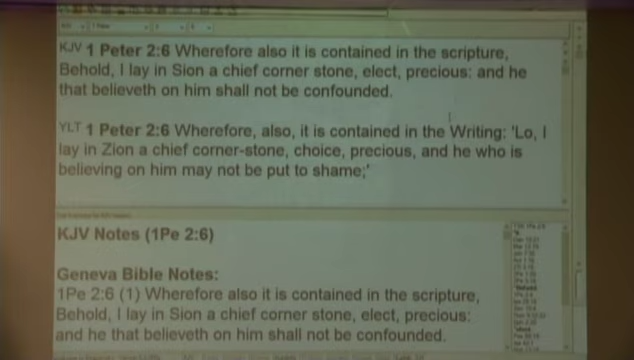 KJV 1 Peter 2:6 Wherefore also it is contained in the scripture,
Behold, I lay in Sion a chief corner stone, elect, precious: and he
that believeth on him shall not be confounded.
YLT 1 Peter 2:6 Wherefore, also, it is contained in the Writing: 'Lo, I
lay in Zion a chief corner-stone, choice, precious, and he who is
believing on him may not be put to shame;'
KJV Notes (1Pe 2:6)
Geneva Bible Notes:
1Pe 2:6 (1) Wherefore also it is contained in the scripture,
Behold, I lay in Sion a chief corner stone, elect, precious:
and he that believeth on him shall not be confounded.